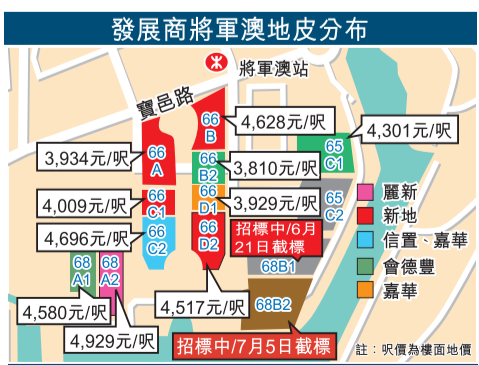 發展商將軍澳地皮分布
將軍澳站
寶邑路
4,628元/呎
4,301元/呎
66
B
65
C1
3,934元/呎
66
A
66
B2
3,810元/呎
4,009元/呎
66
C1
66
D1
3,929元/呎
65
C2
麗新
4,696元/呎
66
C2
66
D2
招標中/6月
21日截標
新地
信置、嘉華
68
A1
68
A2
68B1
會德豐
4,580元/呎
4,517元/呎
68B2
嘉華
4,929元/呎
招標中/7月5日截標
註：呎價為樓面地價